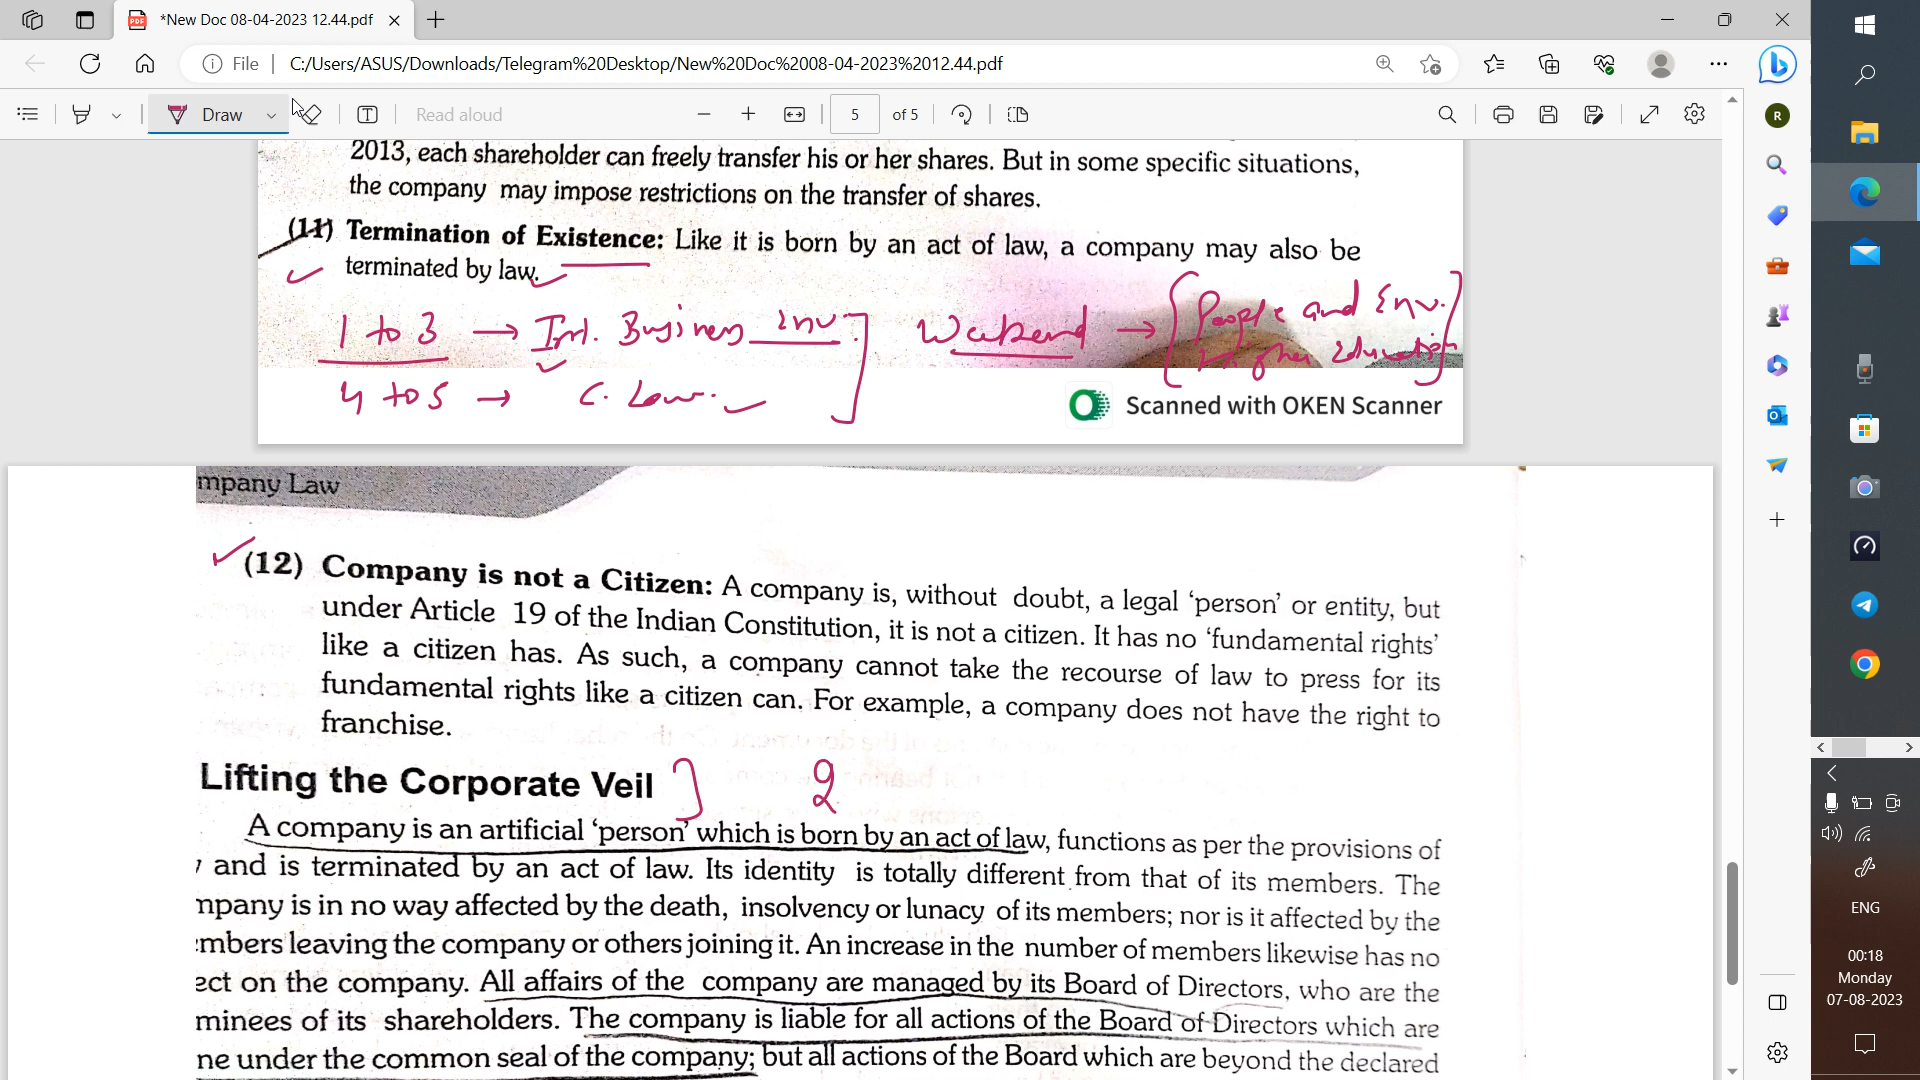 *New Doc 08-04-2023 12.44.pdf
File
C:/Users/ASUS/Downloads/Telegram%20Desktop/New%20Doc%2008-04-2023%2012.44.pdf
Draw
Read aloud
5 of 5
R
2013, each shareholder can freely transfer his or her shares. But in some specific situations,
the company may impose restrictions on the transfer of shares.
(11) Termination of Existence: Like it is born by an act of law, a company may also be
terminated by law.
1 to 3 → Int. Business Env. Weekend → [People and Env.
Higher Education]
4 to 5 → C. Law.
Scanned with OKEN Scanner
mpany Law
(12) Company is not a Citizen: A company is, without doubt, a legal ‘person’ or entity, but
under Article 19 of the Indian Constitution, it is not a citizen. It has no ‘fundamental rights’
like a citizen has. As such, a company cannot take the recourse of law to press for its
fundamental rights like a citizen can. For example, a company does not have the right to
franchise.
Lifting the Corporate Veil ] 2
A company is an artificial ‘person’ which is born by an act of law, functions as per the provisions of
and is terminated by an act of law. Its identity is totally different from that of its members. The
mpany is in no way affected by the death, insolvency or lunacy of its members; nor is it affected by the
mbers leaving the company or others joining it. An increase in the number of members likewise has no
ect on the company. All affairs of the company are managed by its Board of Directors, who are the
minees of its shareholders. The company is liable for all actions of the Board of Directors which are
ne under the common seal of the company; but all actions of the Board which are beyond the declared
ENG
00:18
Monday
07-08-2023